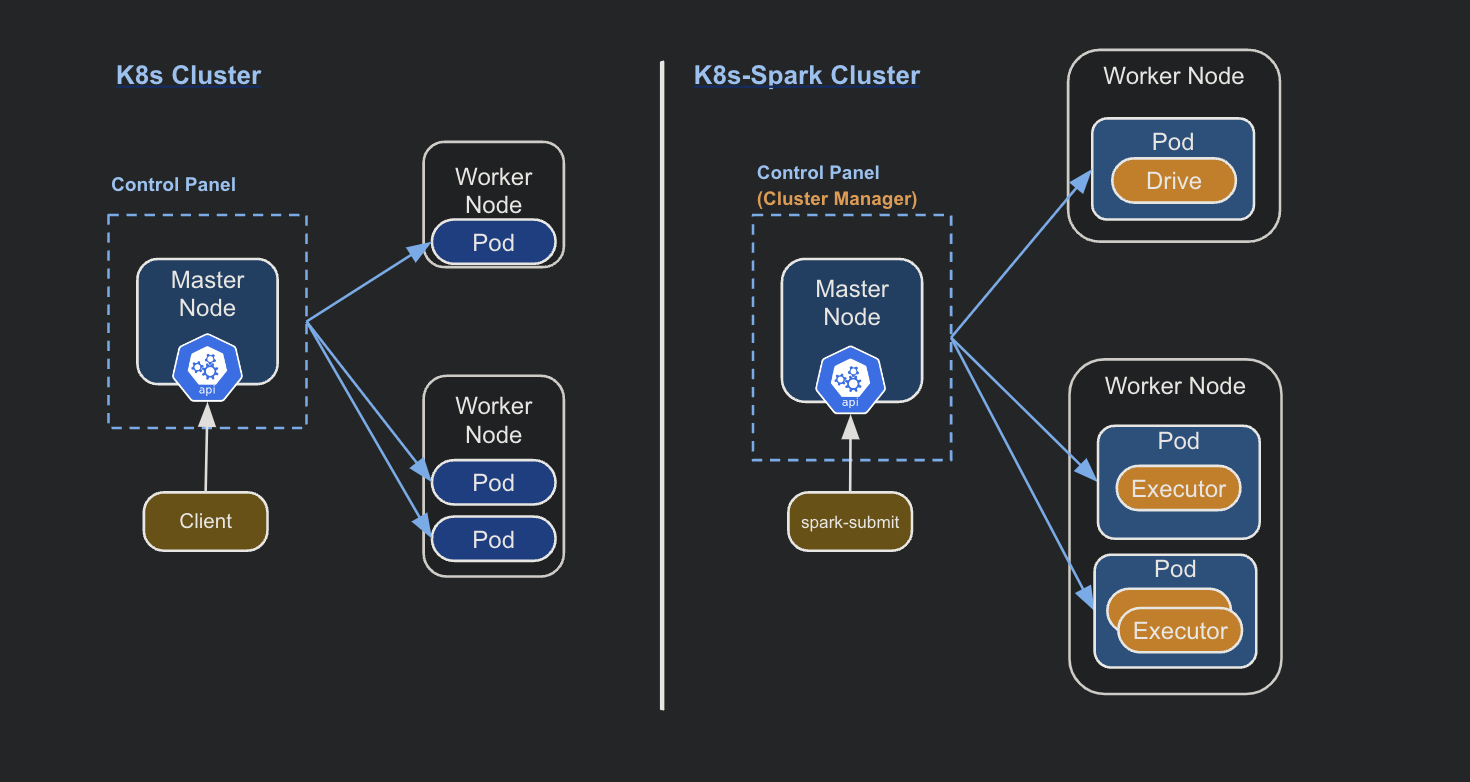 K8s Cluster
Control Panel
Master
Node
api
Client
Worker
Node
Pod
Worker
Node
Pod
Pod
K8s-Spark Cluster
Control Panel
(Cluster Manager)
Master
Node
api
spark-submit
Worker Node
Pod
Drive
Worker Node
Pod
Executor
Pod
Executor